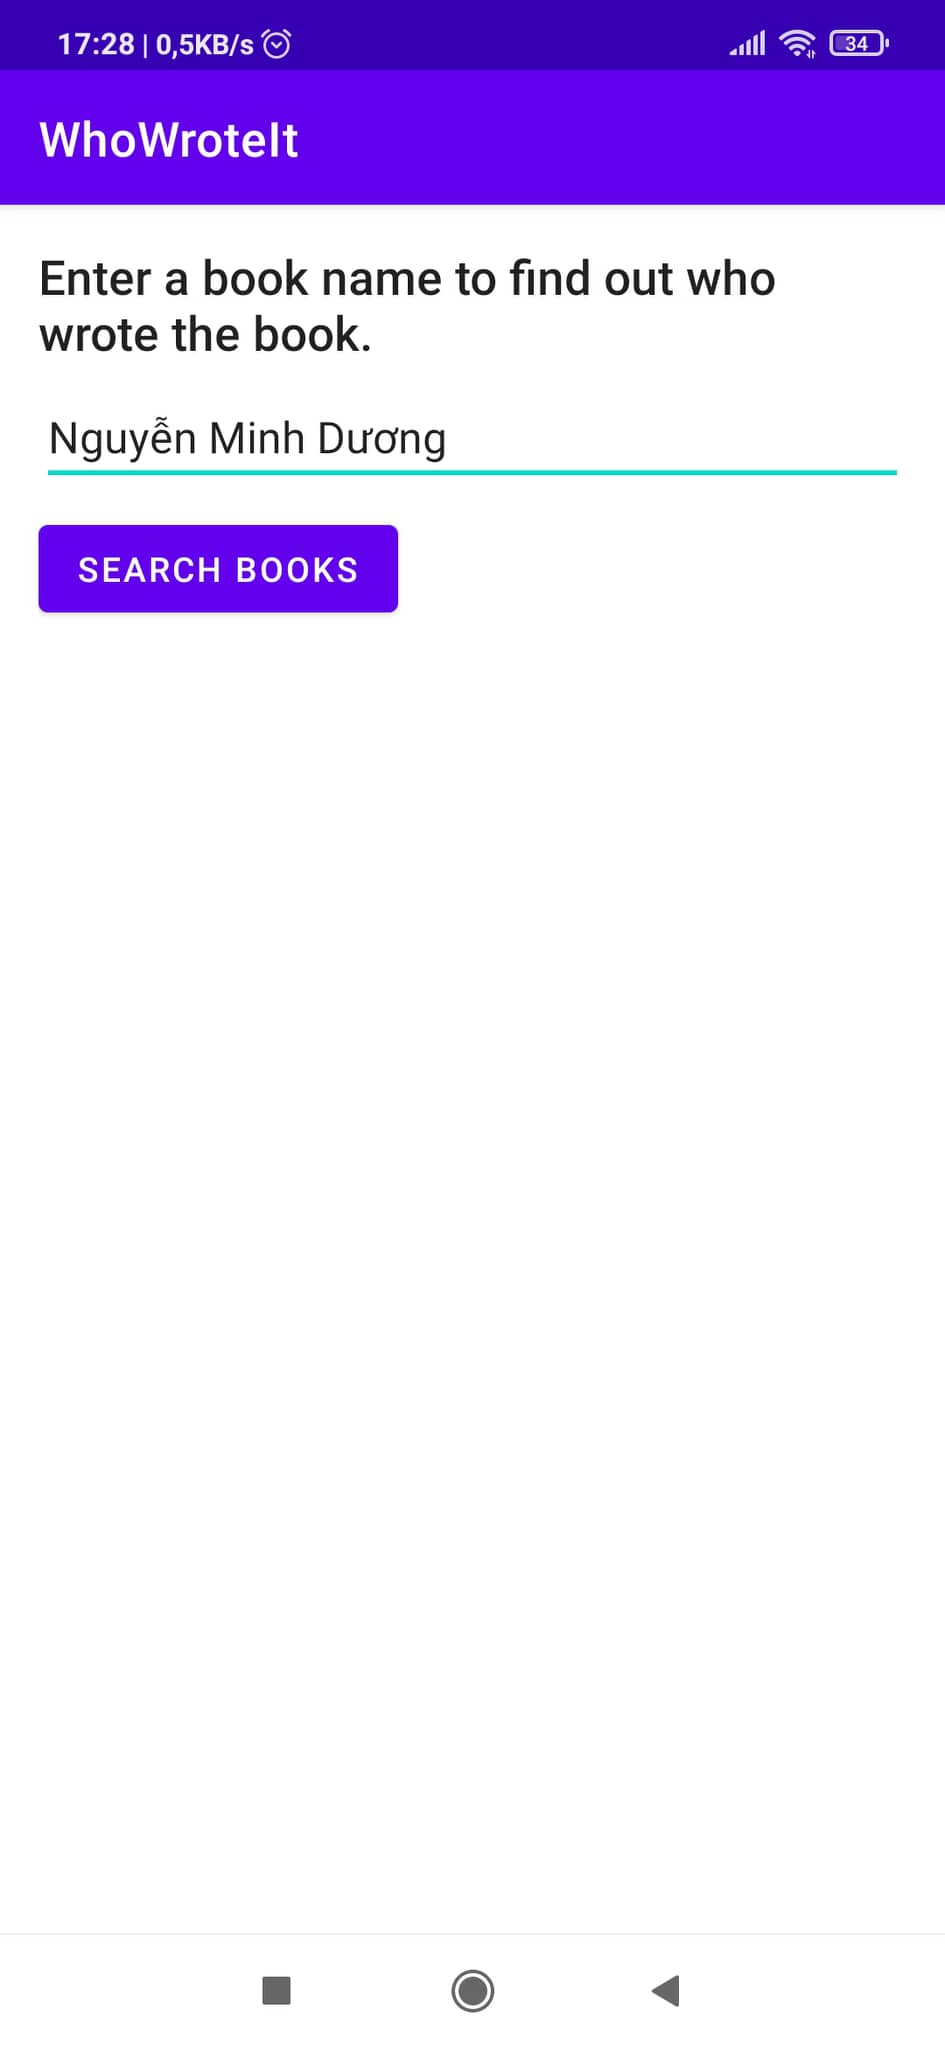 17:28 | 0,5KB/s 34
WhoWroteIt
Enter a book name to find out who
wrote the book.
Nguyễn Minh Dương
SEARCH BOOKS